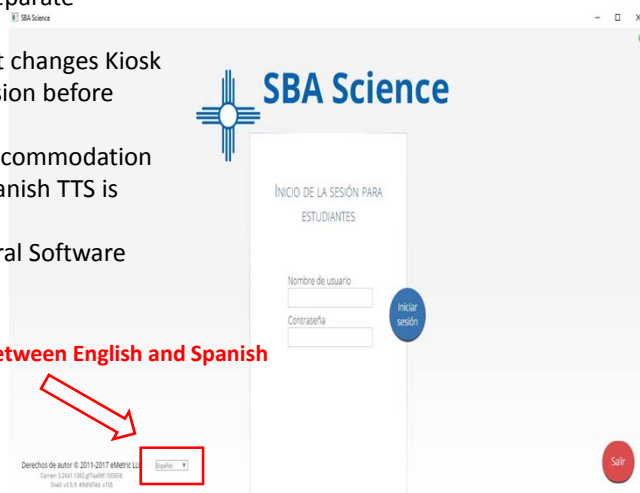 eparate
SBA Science
t changes Kiosk
sion before
SBA Science
commodation
anish TTS is
INICIO DE LA SESIÓN PARA
ESTUDIANTES
ral Software
Nombre de usuario
Iniciar
sesión
Contraseña
etween English and Spanish
Derechos de autor © 2011-2017 eMetric LL
Español
Salir